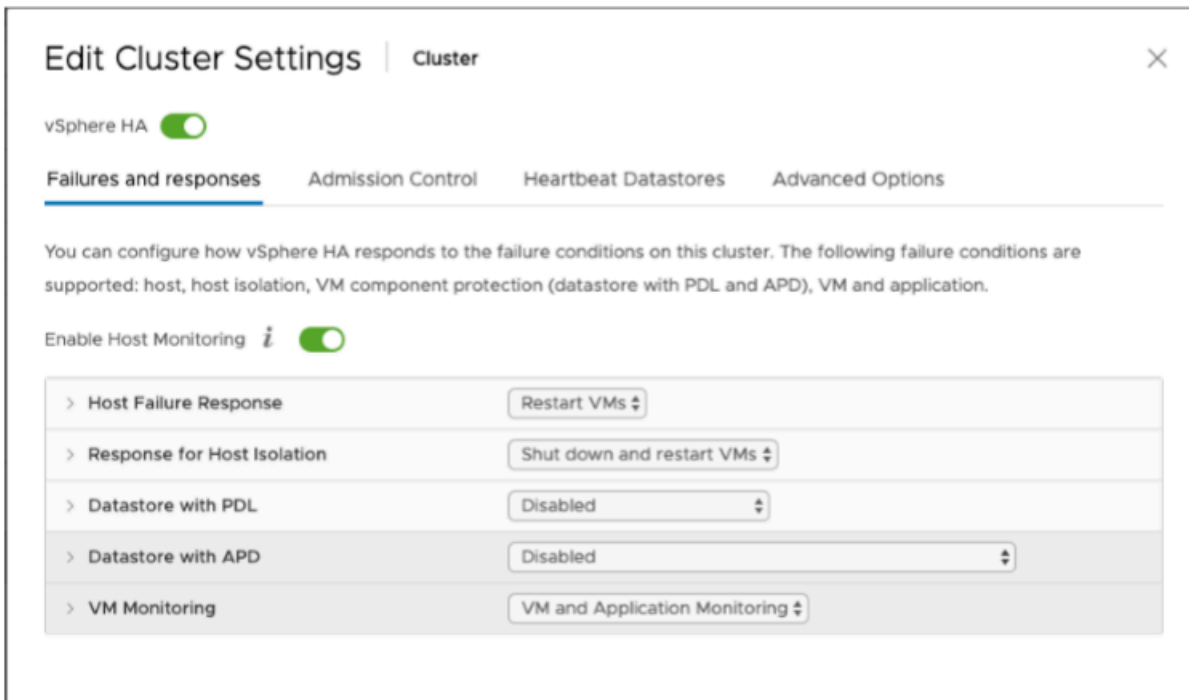 Edit Cluster Settings Cluster
vSphere HA
Failures and responses Admission Control Heartbeat Datastores Advanced Options
You can configure how vSphere HA responds to the failure conditions on this cluster. The following failure conditions are
supported: host, host isolation, VM component protection (datastore with PDL and APD), VM and application.
Enable Host Monitoring i
Host Failure Response Restart VMs
Response for Host Isolation Shut down and restart VMs
Datastore with PDL Disabled
Datastore with APD Disabled
VM Monitoring VM and Application Monitoring